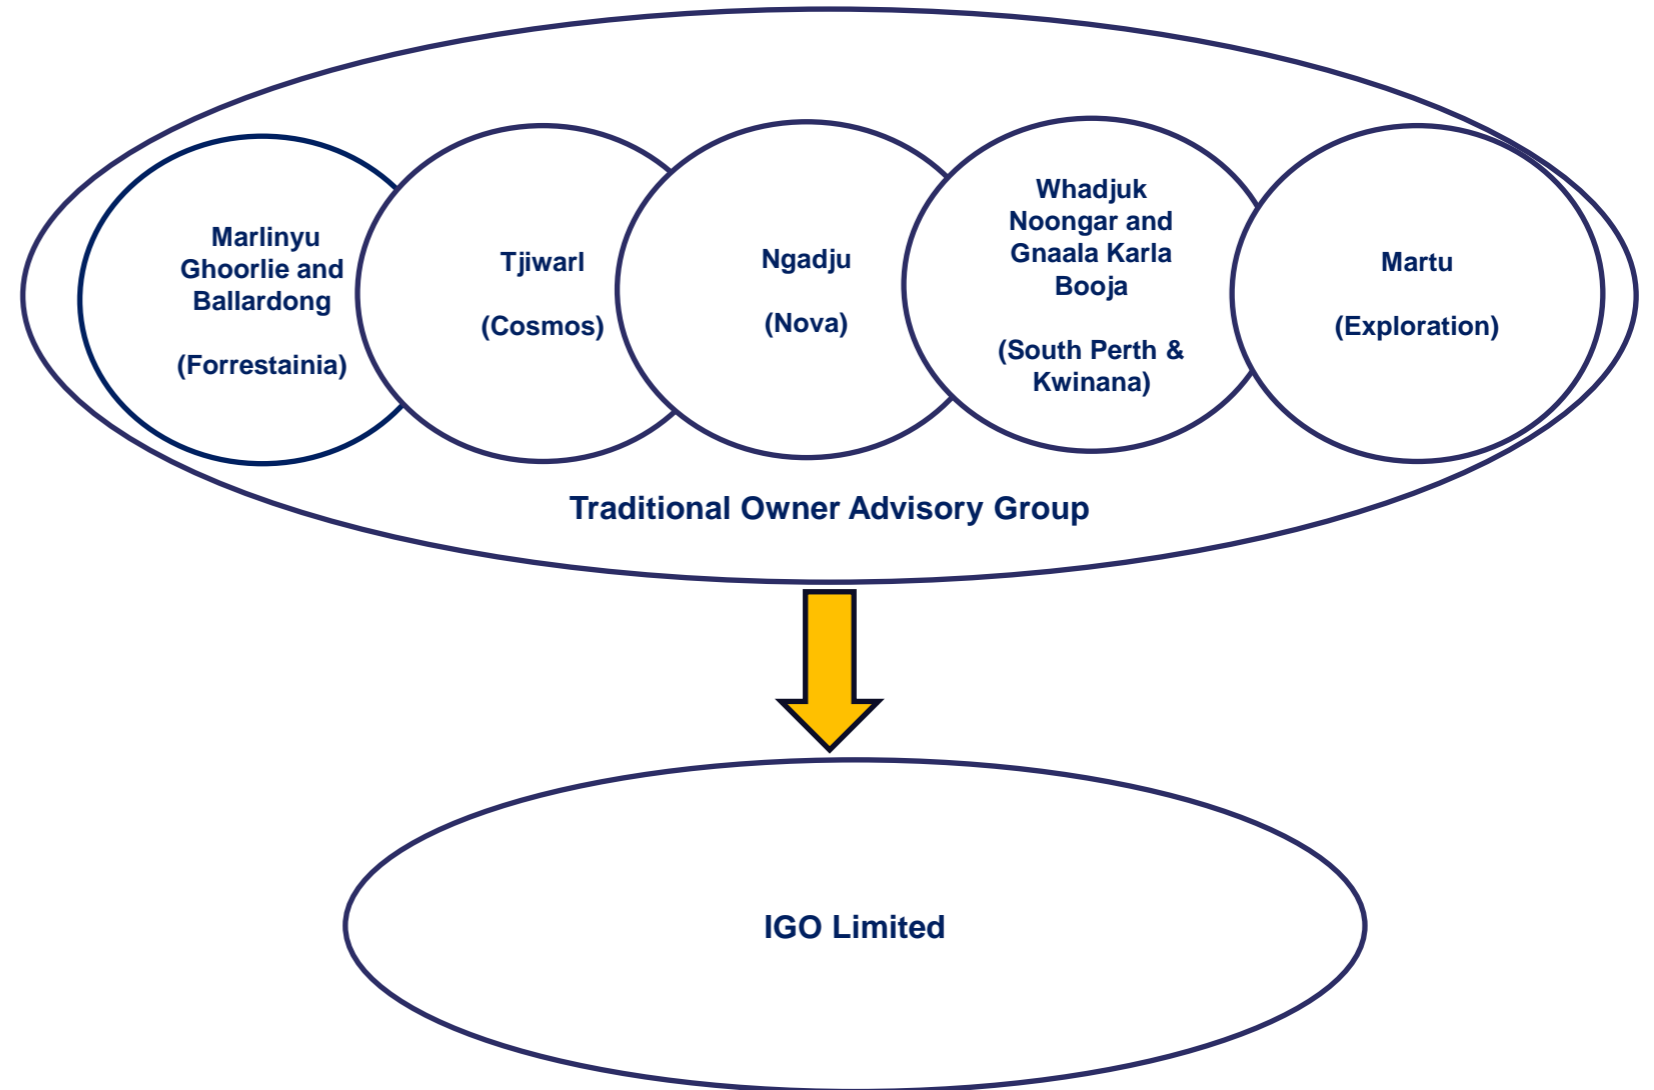 Marlinyu
Ghoorlie and
Ballardong
(Forrestainia)
Tjiwarl
(Cosmos)
Ngadju
(Nova)
Whadjuk
Noongar and
Gnaala Karla
Booja
(South Perth &
Kwinana)
Martu
(Exploration)
Traditional Owner Advisory Group
IGO Limited